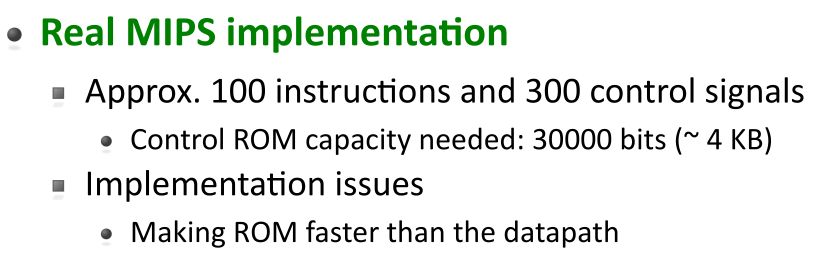 Real MIPS implementation
Approx. 100 instructions and 300 control signals
Control ROM capacity needed: 30000 bits (~ 4 KB)
Implementation issues
Making ROM faster than the datapath